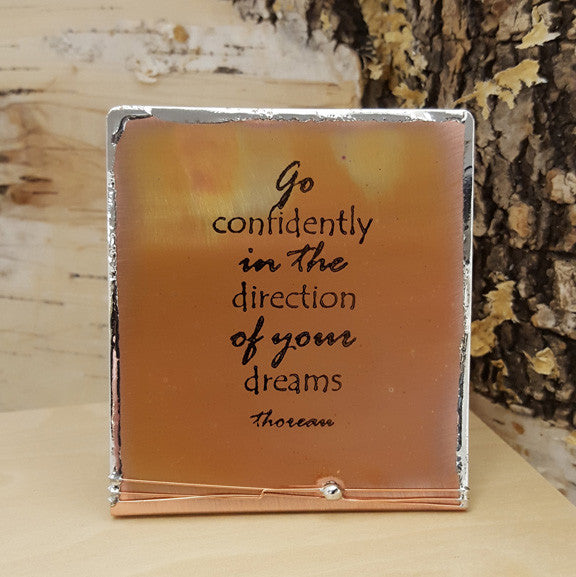 Go
confidently
in the
direction
of your
dreams
Thoreau